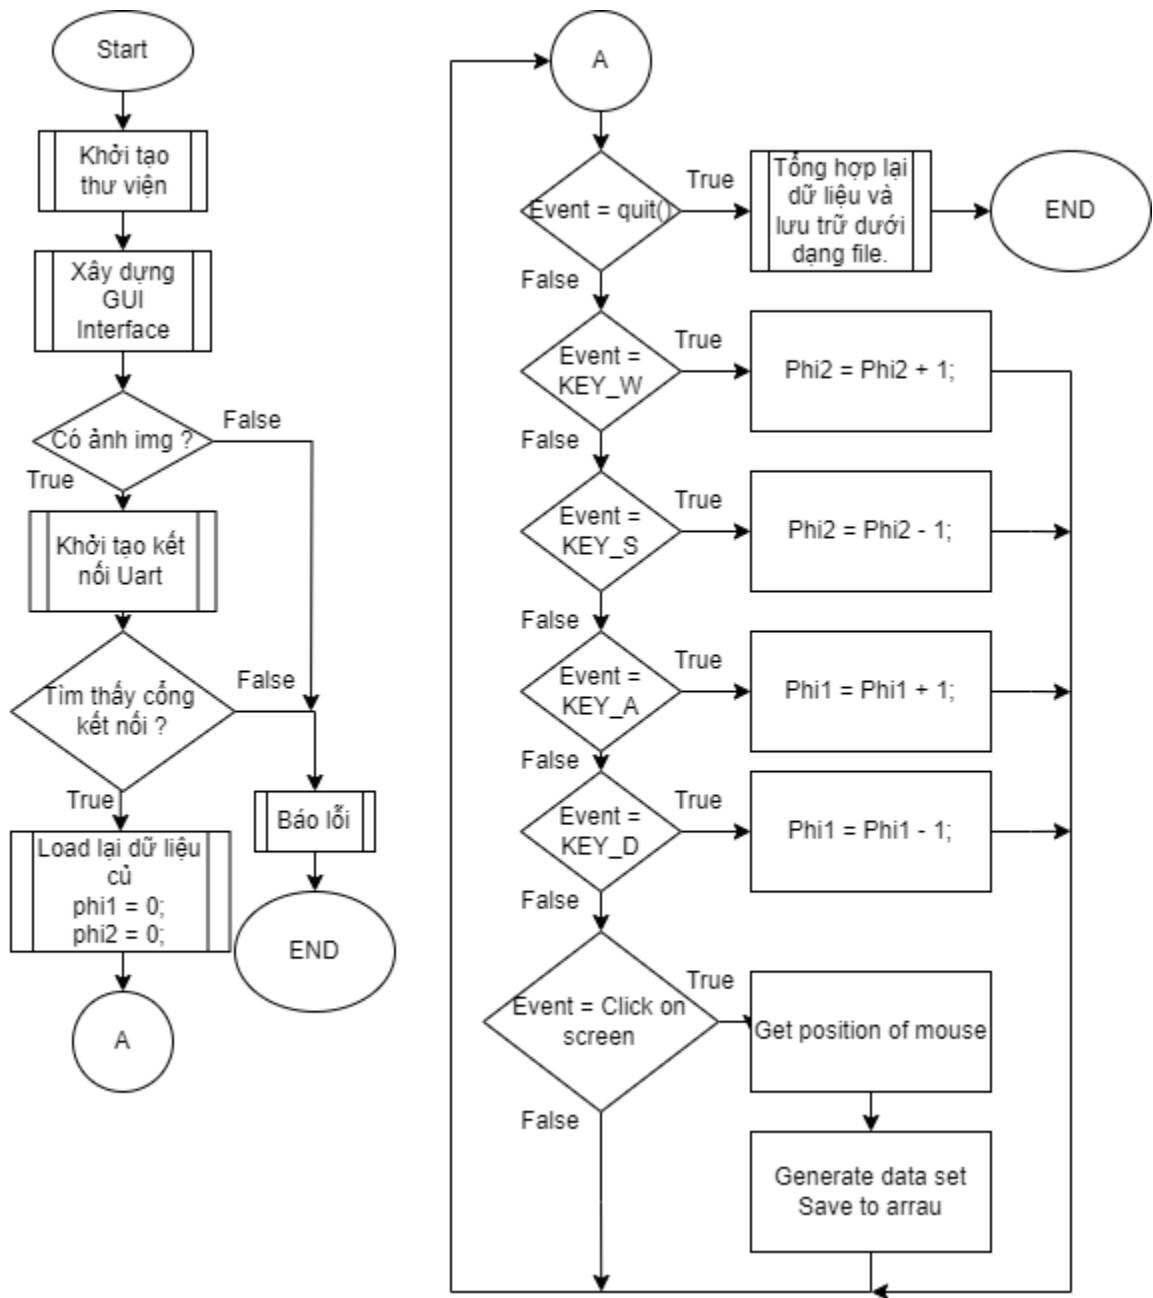 Start
Khởi tạo
thư viện
Xây dựng
GUI
Interface
Có ảnh img ?
False
True
Khởi tạo kết
nối Uart
Tìm thấy cổng
kết nối ?
False
True
Báo lỗi
Load lại dữ liệu
củ
phi1 = 0;
phi2 = 0;
END
A
A
Event = quit()
True
Tổng hợp lại
dữ liệu và
lưu trữ dưới
dạng file.
END
False
Event =
KEY_W
True
Phi2 = Phi2 + 1;
False
Event =
KEY_S
True
Phi2 = Phi2 - 1;
False
Event =
KEY_A
True
Phi1 = Phi1 + 1;
False
Event =
KEY_D
True
Phi1 = Phi1 - 1;
False
Event = Click on
screen
True
Get position of mouse
False
Generate data set
Save to arrau